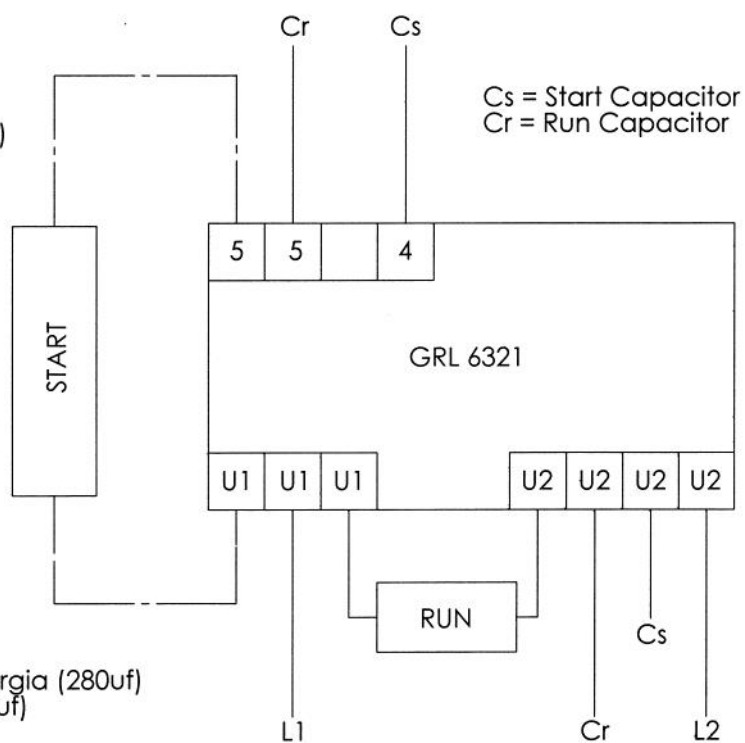 Cr Cs
Cs = Start Capacitor
Cr = Run Capacitor
)
5 5 4
START
GRL 6321
U1 U1 U1 U2 U2 U2 U2
RUN
Cs
rgia (280uf)
uf)
L1 Cr L2